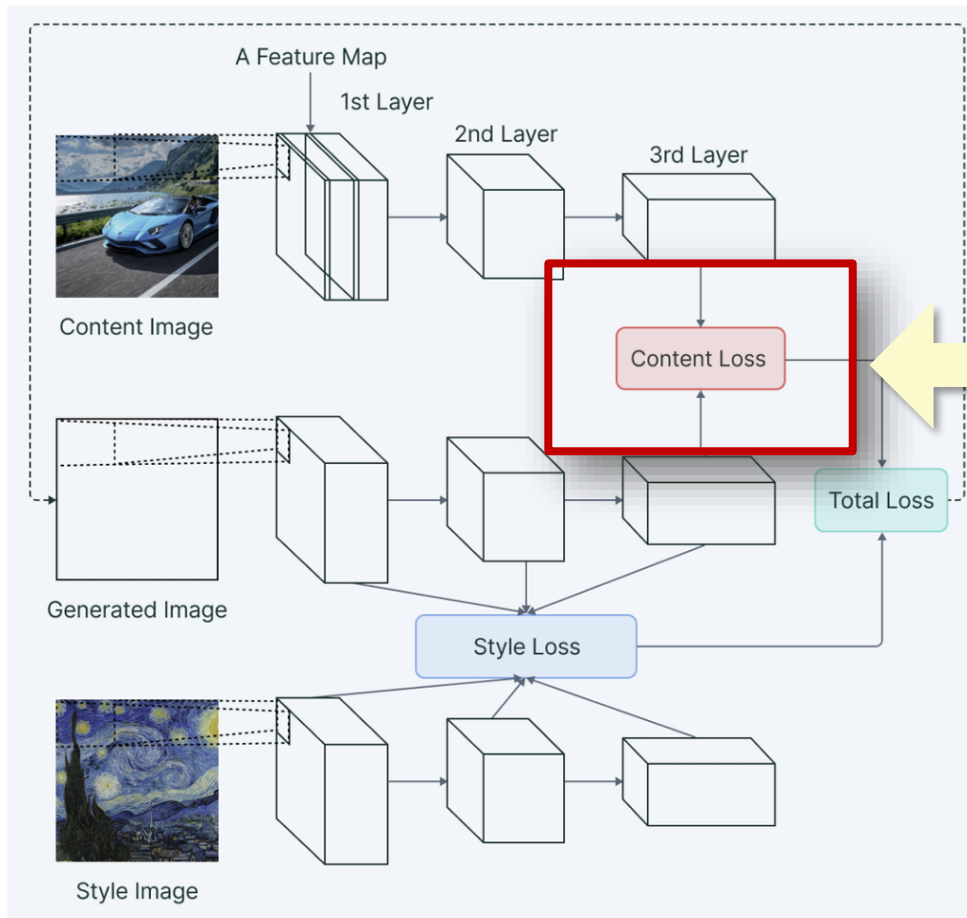 A Feature Map
1st Layer
2nd Layer
3rd Layer
Content Image
Content Loss
Total Loss
Generated Image
Style Loss
Style Image